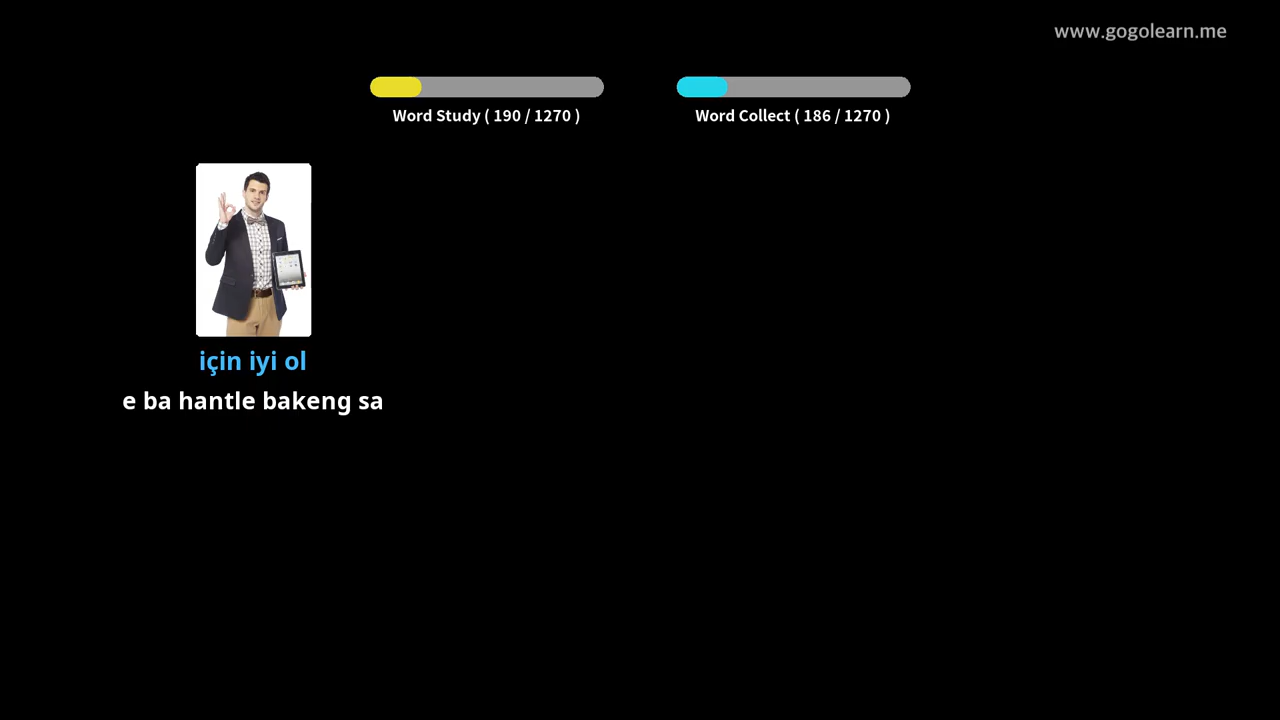 www.gogolearn.me
Word Study ( 190 / 1270 )
Word Collect ( 186 / 1270 )
için iyi ol
e ba hantle bakeng sa